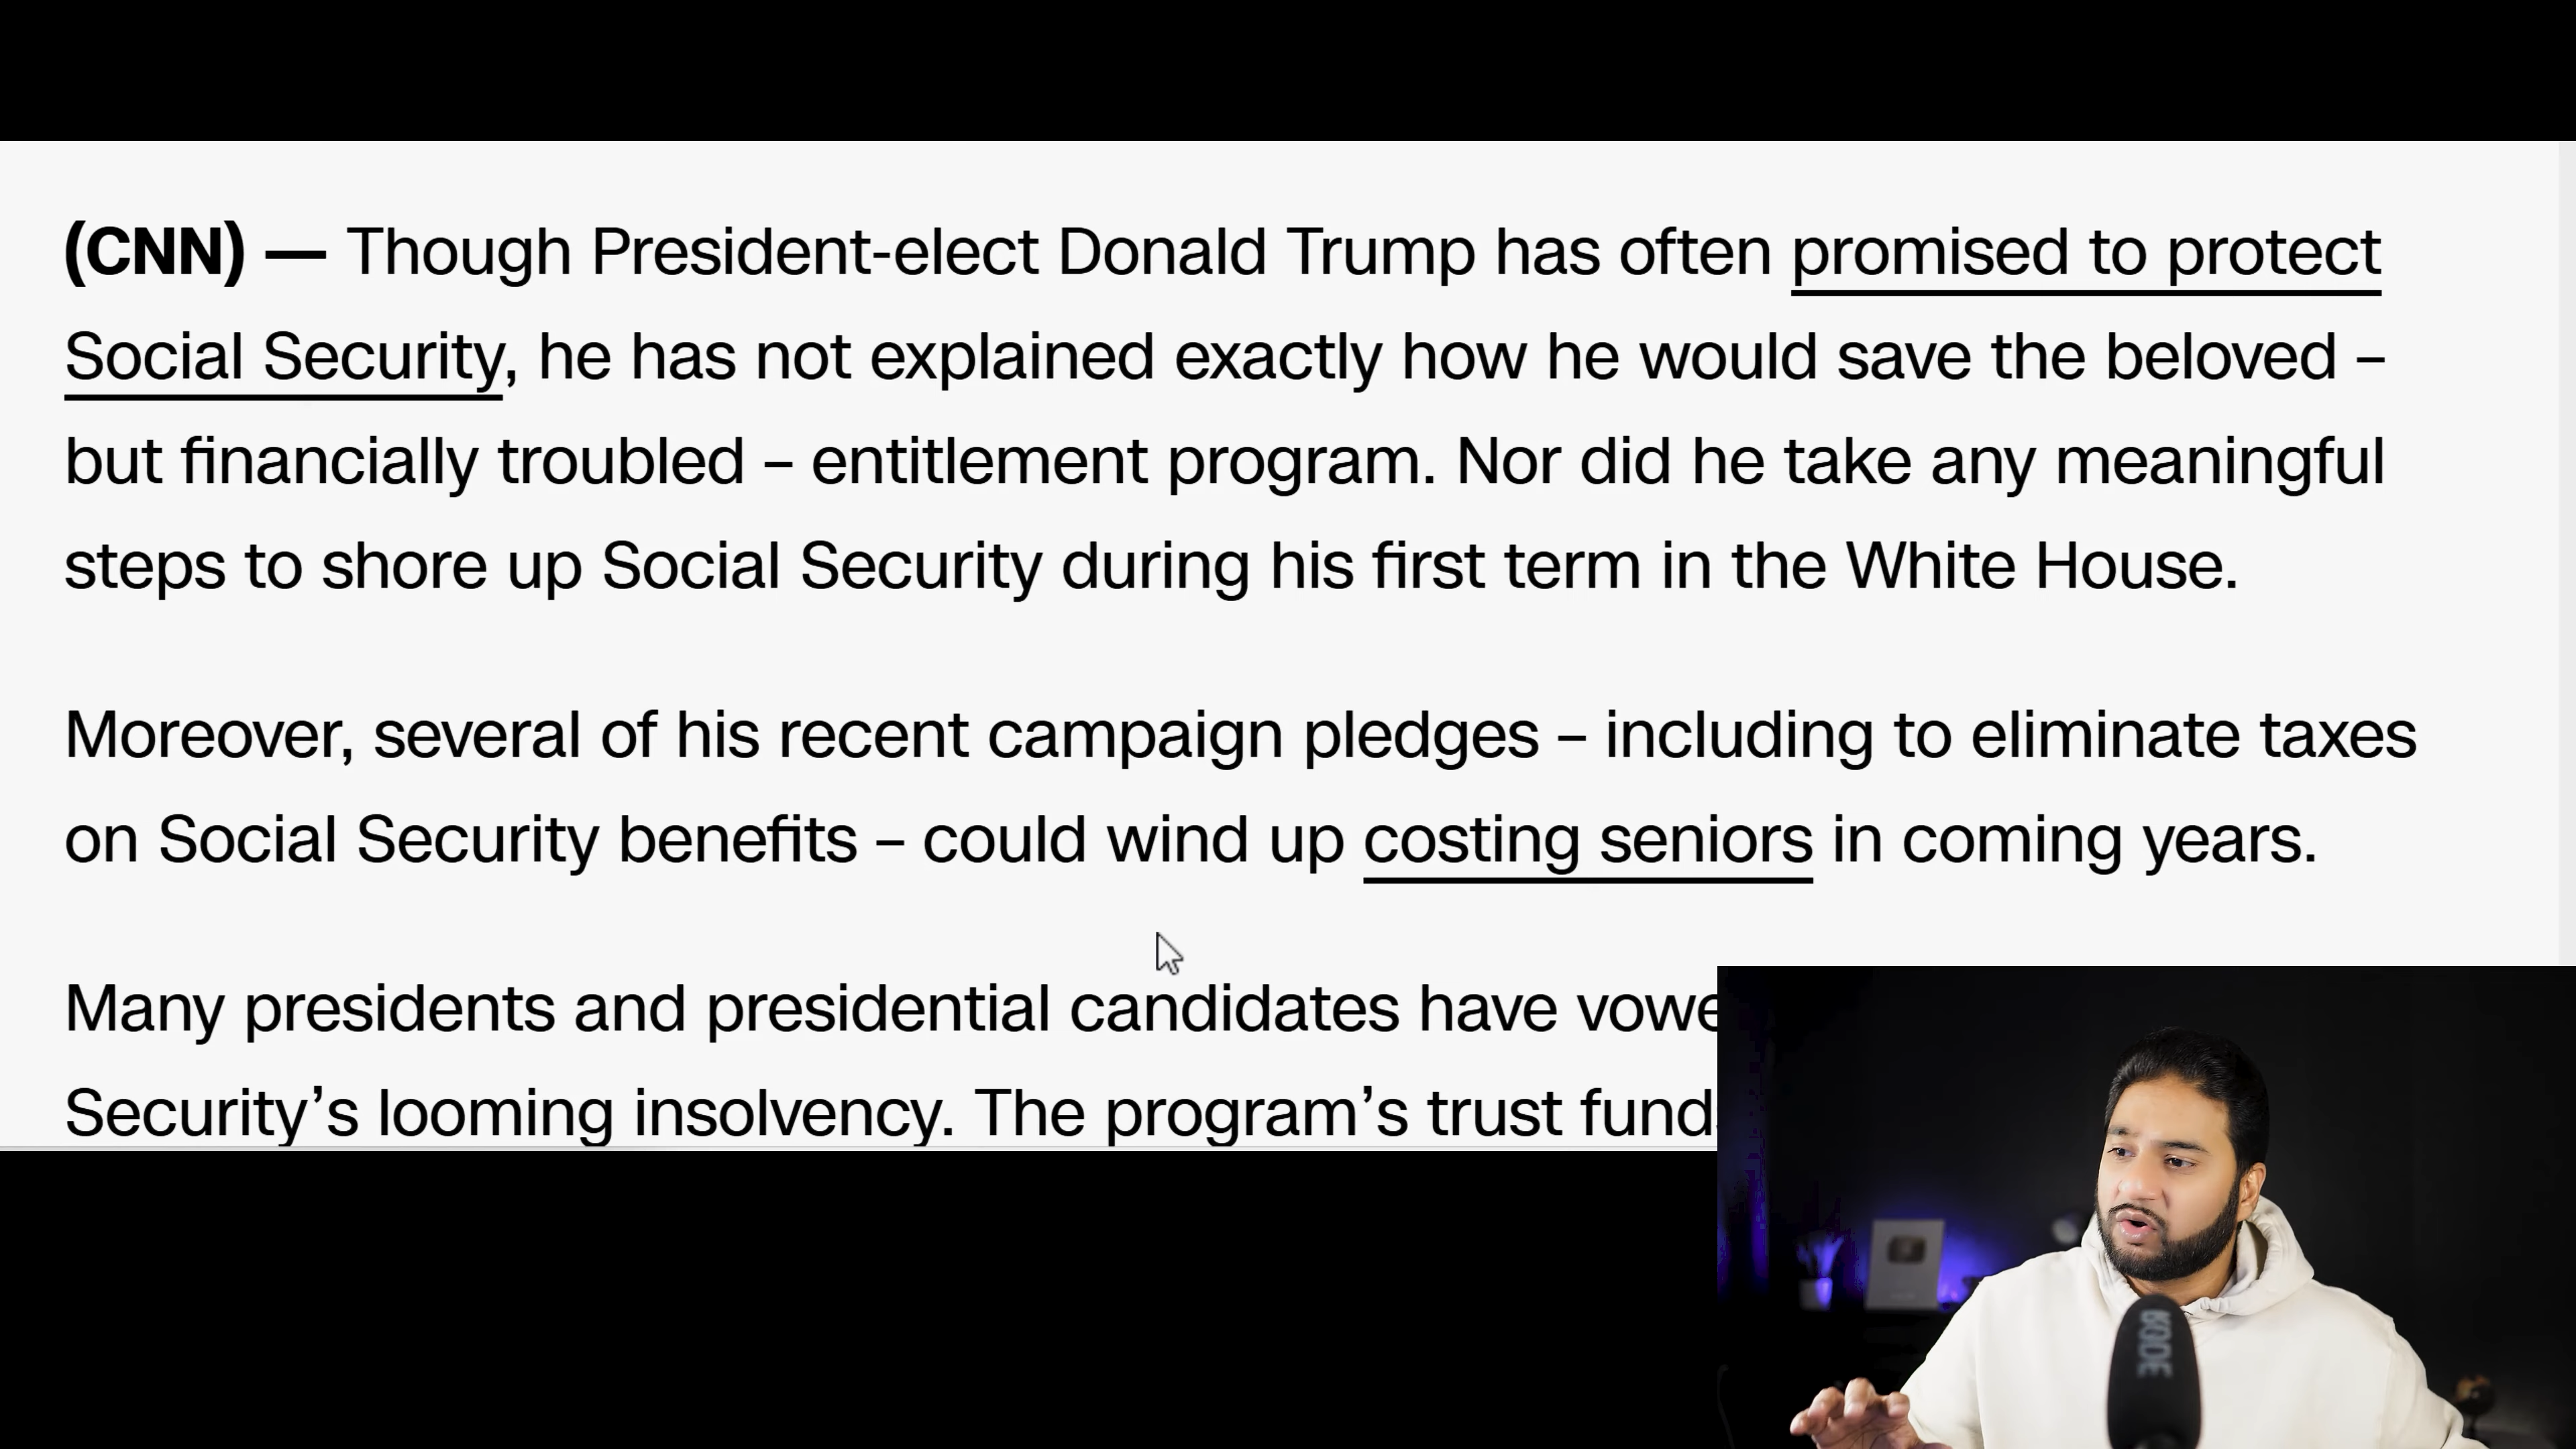 (CNN) — Though President-elect Donald Trump has often promised to protect
Social Security, he has not explained exactly how he would save the beloved –
but financially troubled – entitlement program. Nor did he take any meaningful
steps to shore up Social Security during his first term in the White House.
Moreover, several of his recent campaign pledges – including to eliminate taxes
on Social Security benefits – could wind up costing seniors in coming years.
Many presidents and presidential candidates have vowe
Security’s looming insolvency. The program’s trust fund
RODE